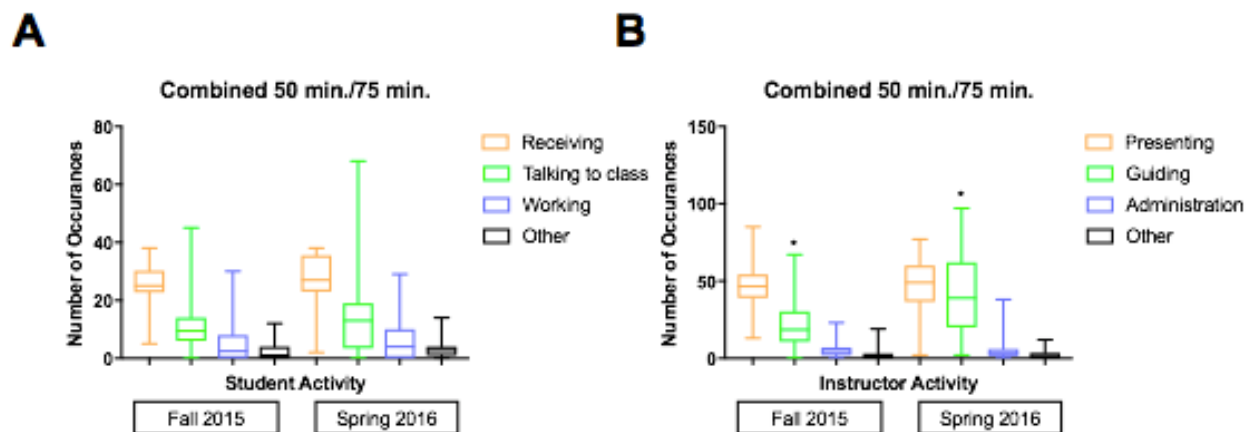 A
Combined 50 min./75 min.
Number of Occurances
80
60
40
20
0
Receiving
Talking to class
Working
Other
Student Activity
Fall 2015
Spring 2016
B
Combined 50 min./75 min.
Number of Occurances
150
100
50
0
*
*
Presenting
Guiding
Administration
Other
Instructor Activity
Fall 2015
Spring 2016